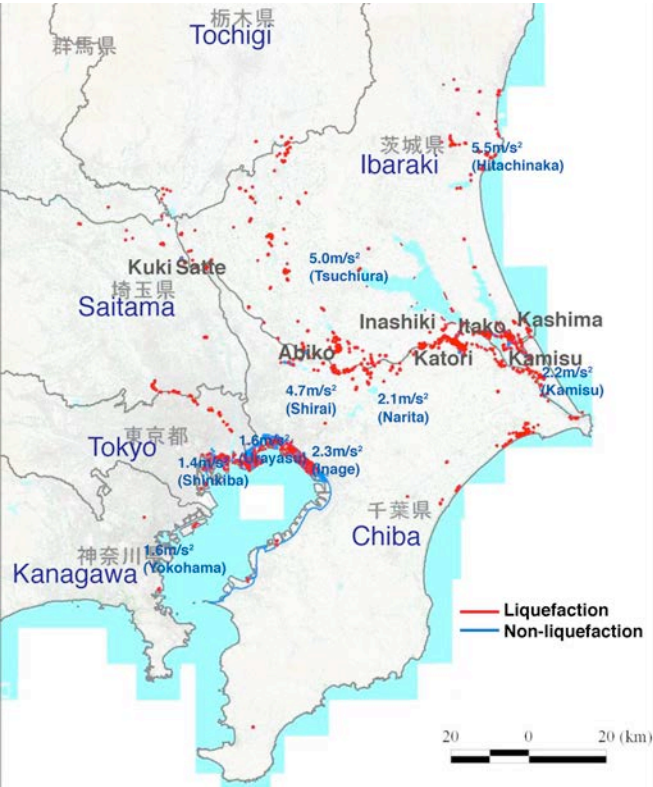 栃木県
Tochigi
群馬県
茨城県
Ibaraki
5.5m/s²
(Hitachinaka)
5.0m/s²
(Tsuchiura)
Kuki Satte
埼玉県
Saitama
Inashiki
Itako
Kashima
Abiko
Katori
Kamisu
2.2m/s²
(Kamisu)
4.7m/s²
(Shirai)
2.1m/s²
(Narita)
東京都
Tokyo
1.6m/s²
(Urayasu)
2.3m/s²
(Inage)
1.4m/s²
(Shinkiba)
千葉県
Chiba
神奈川県
1.6m/s²
(Yokohama)
Kanagawa
Liquefaction
Non-liquefaction
20 0 20 (km)